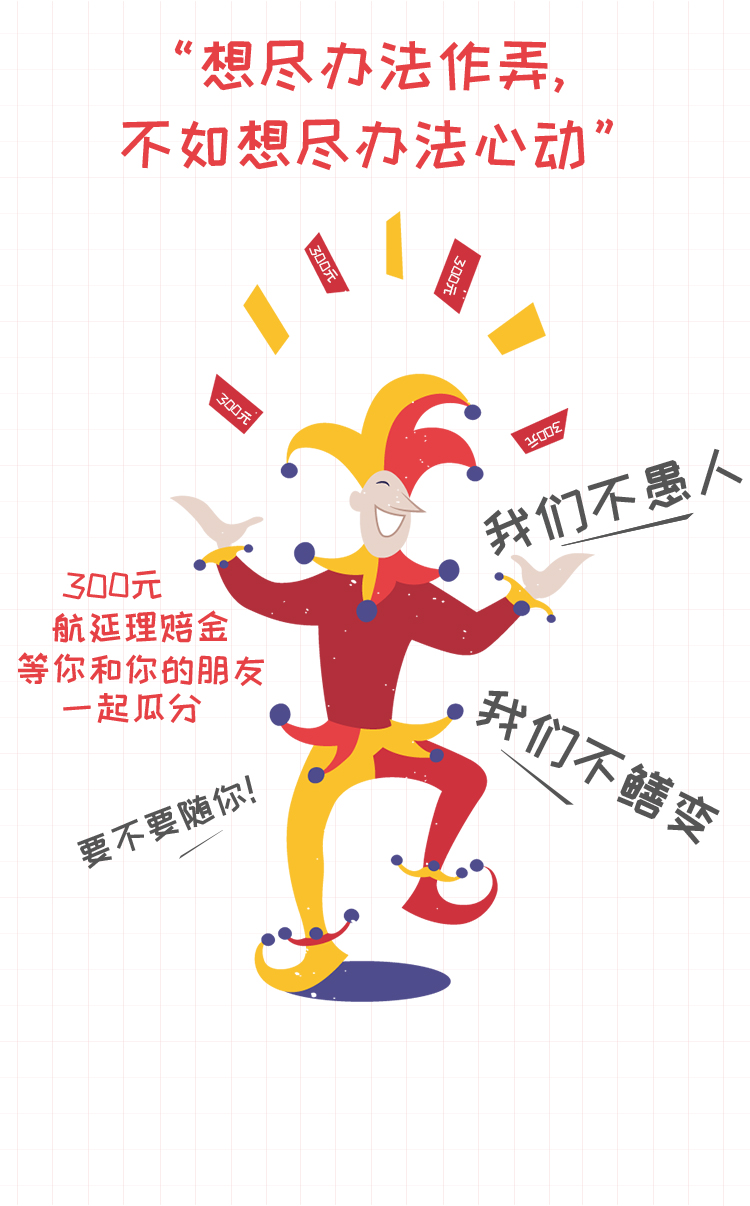 “想尽办法作弄,
不如想尽办法心动”
300元
300元
300元
300元
我们不愚人
300元
航延理赔金
等你和你的朋友
一起瓜分
我们不鳝变
要不要随你!